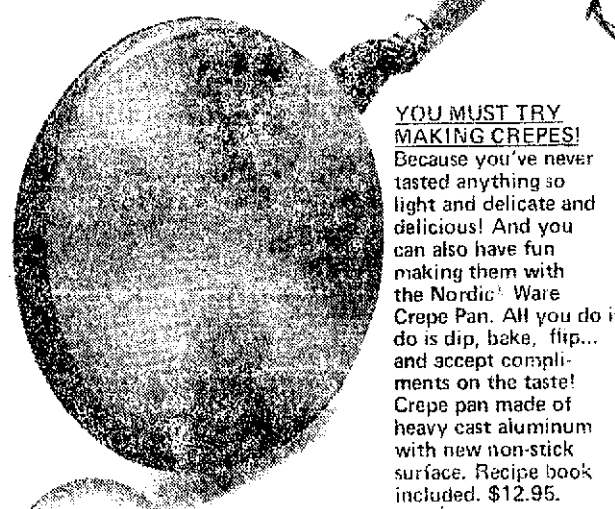 YOU MUST TRY
MAKING CREPES!
Because you've never
tasted anything so
light and delicate and
delicious! And you
can also have fun
making them with
the Nordic Ware
Crepe Pan. All you do i
do is dip, bake, flip...
and accept compli-
ments on the taste!
Crepe pan made of
heavy cast aluminum
with new non-stick
surface. Recipe book
included. $12.95.